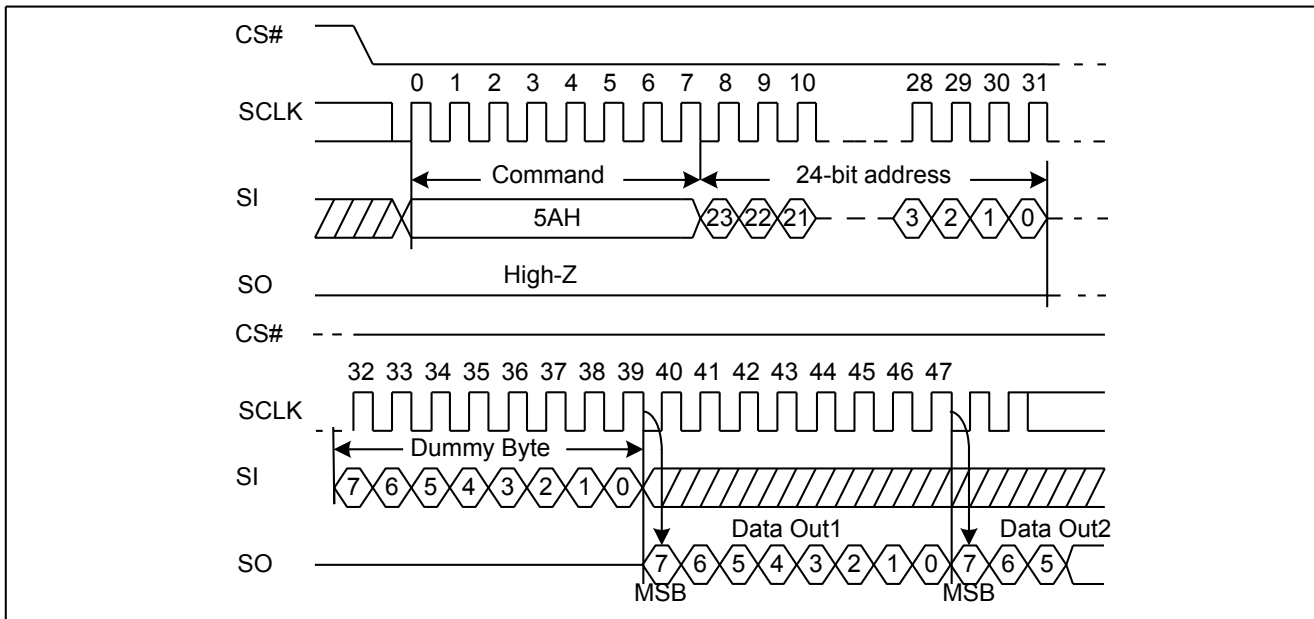 CS#
0 1 2 3 4 5 6 7 8 9 10 28 29 30 31
SCLK
Command 24-bit address
SI
5AH 23 22 21 3 2 1 0
High-Z
SO
CS#
32 33 34 35 36 37 38 39 40 41 42 43 44 45 46 47
SCLK
Dummy Byte
SI
7 6 5 4 3 2 1 0
Data Out1 Data Out2
SO
7 6 5 4 3 2 1 0 7 6 5
MSB MSB